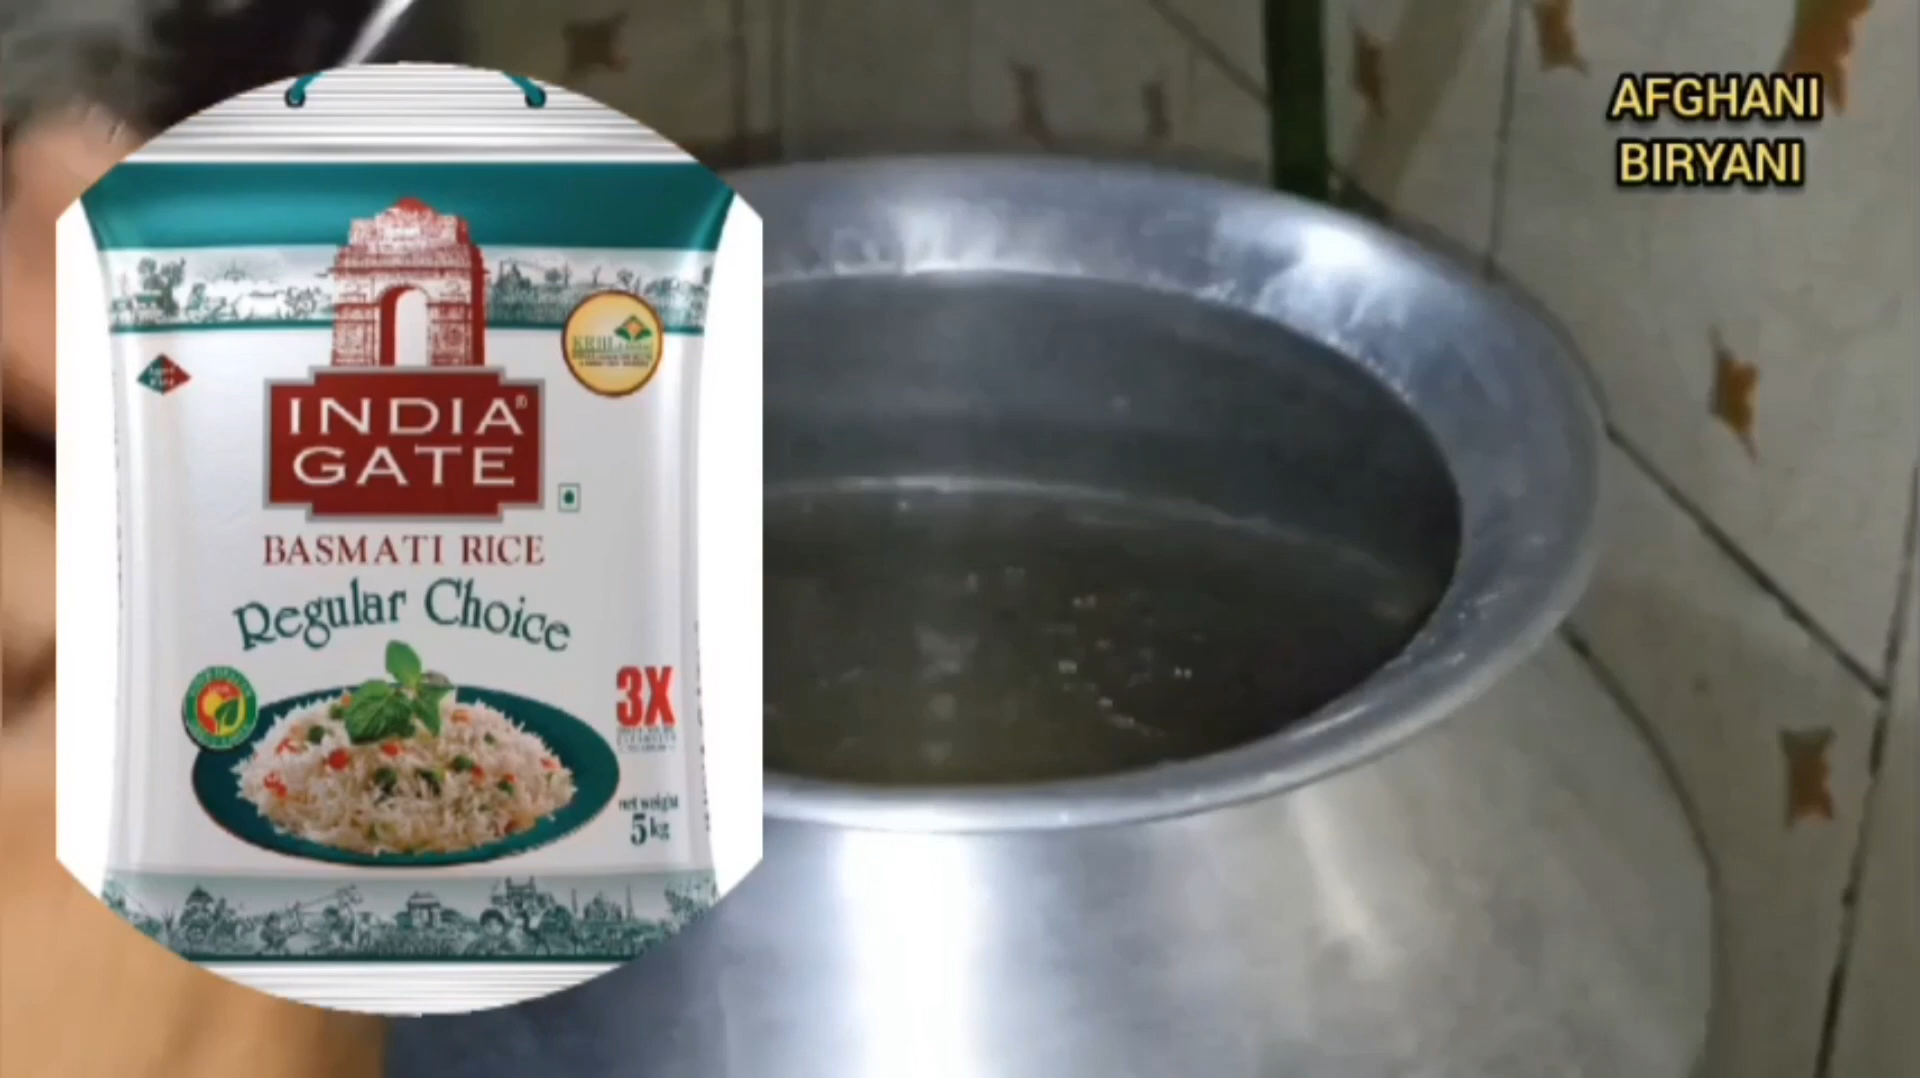 AFGHANI
BIRYANI
INDIA
GATE
BASMATI RICE
Regular Choice
3X
net weight
5kg